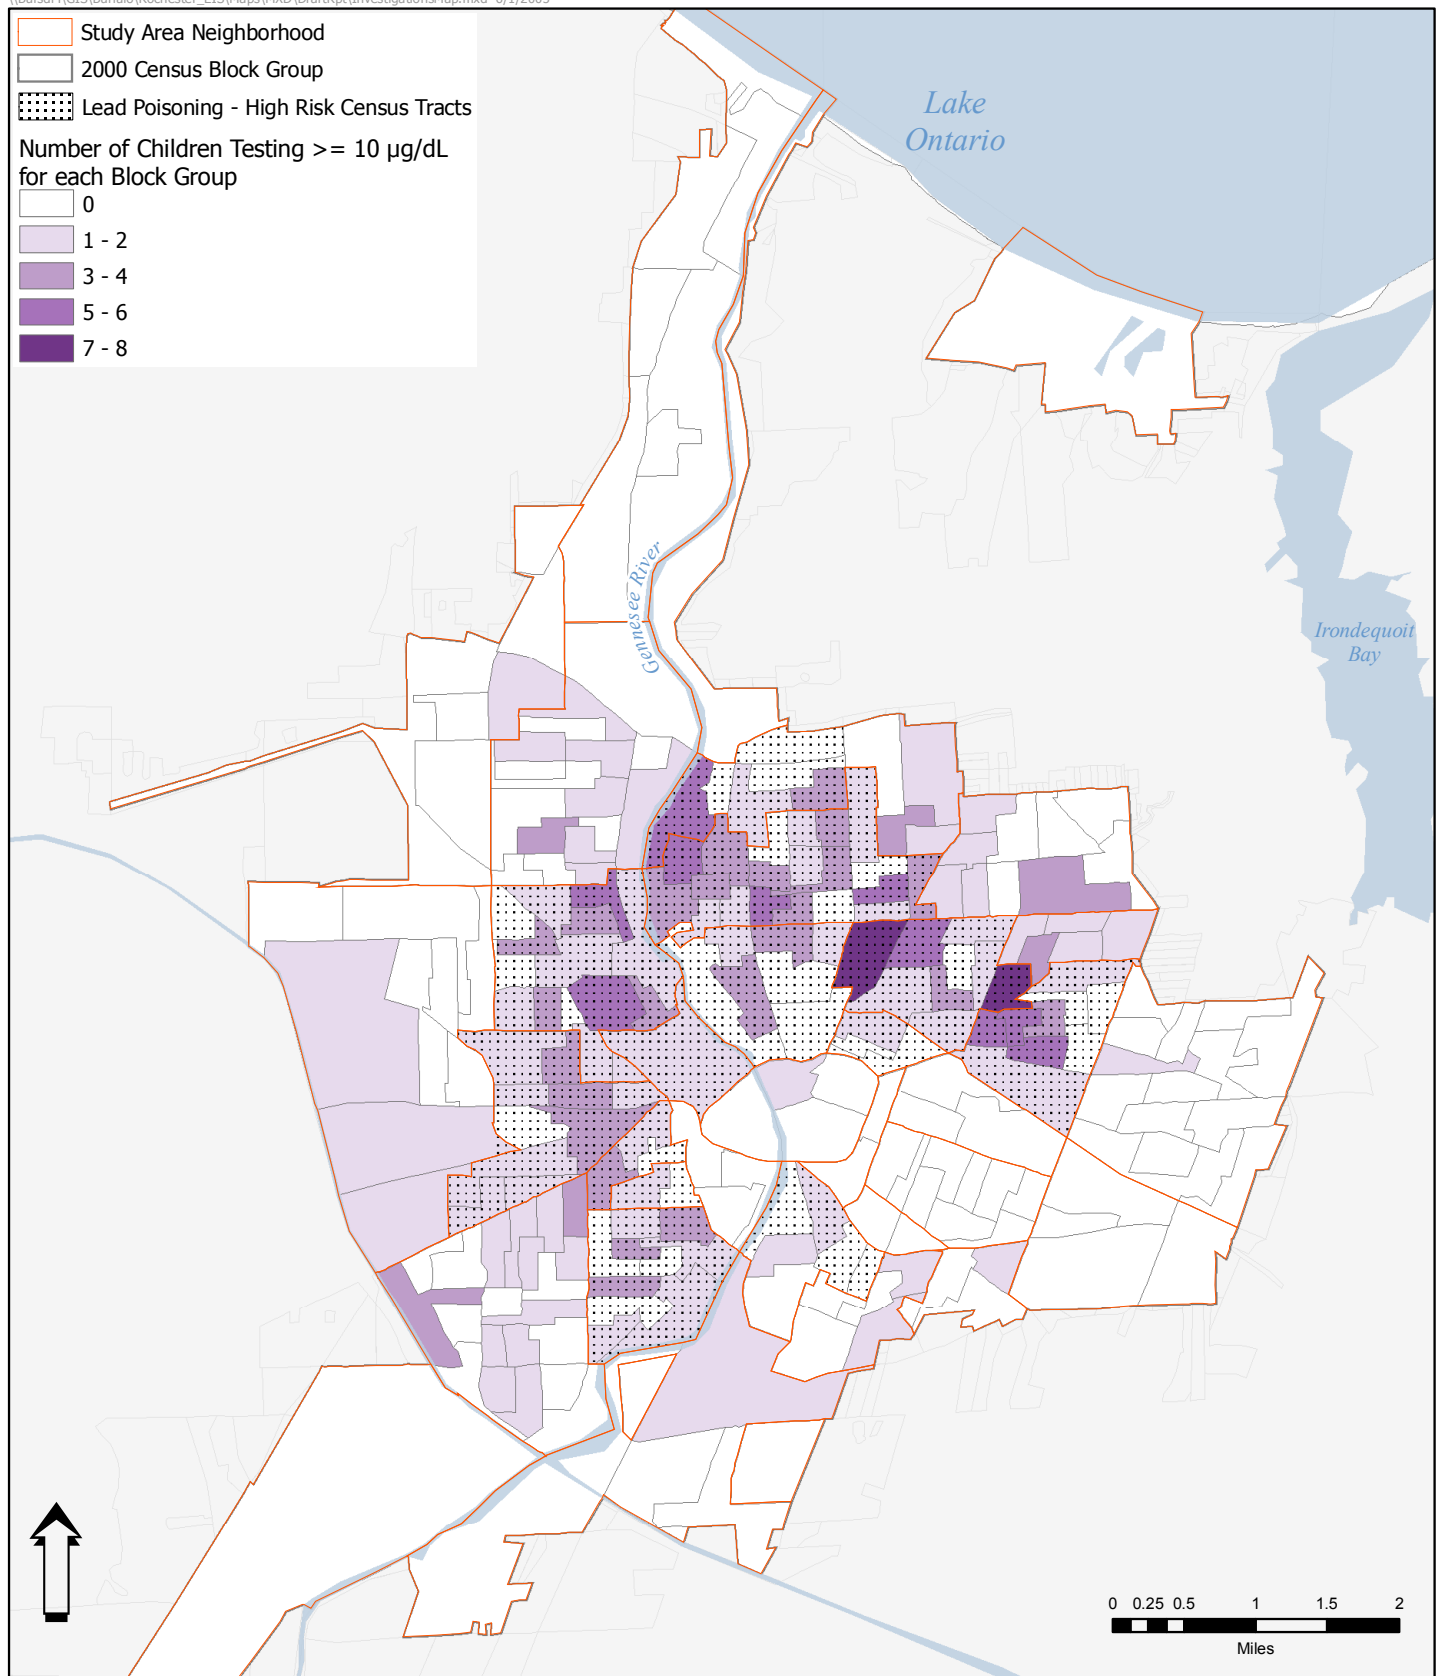 Study Area Neighborhood
2000 Census Block Group
Lead Poisoning - High Risk Census Tracts
Number of Children Testing >= 10 µg/dL
for each Block Group
0
1 - 2
3 - 4
5 - 6
7 - 8
Lake
Ontario
Gennesee River
Irondequoit
Bay
0 0.25 0.5 1 1.5 2
Miles